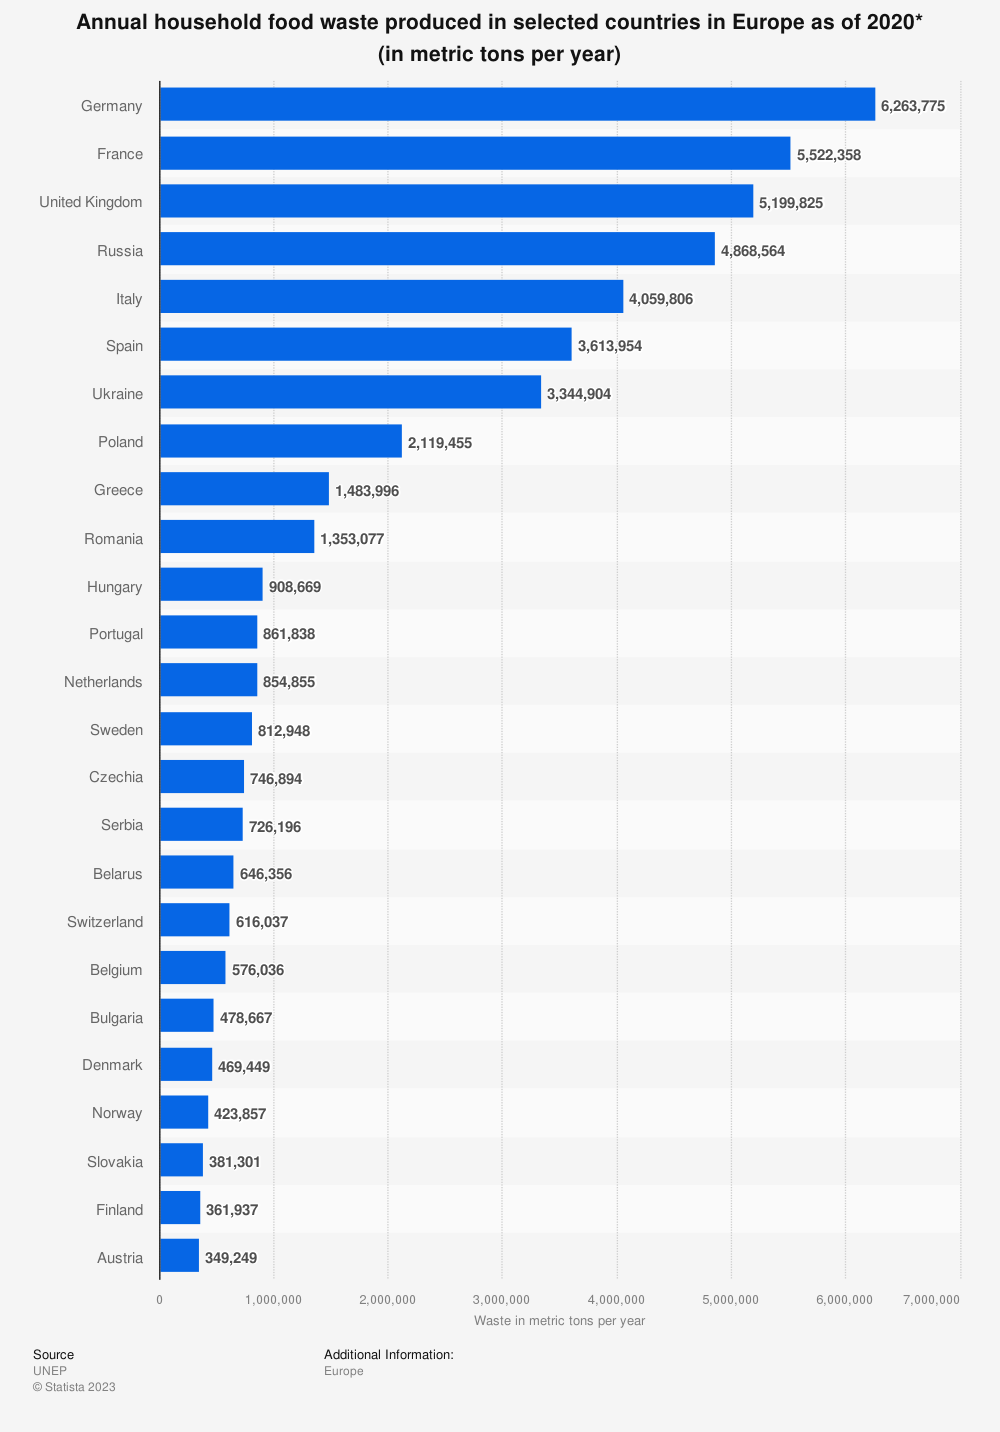 Annual household food waste produced in selected countries in Europe as of 2020*
(in metric tons per year)
Germany 6,263,775
France 5,522,358
United Kingdom 5,199,825
Russia 4,868,564
Italy 4,059,806
Spain 3,613,954
Ukraine 3,344,904
Poland 2,119,455
Greece 1,483,996
Romania 1,353,077
Hungary 908,669
Portugal 861,838
Netherlands 854,855
Sweden 812,948
Czechia 746,894
Serbia 726,196
Belarus 646,356
Switzerland 616,037
Belgium 576,036
Bulgaria 478,667
Denmark 469,449
Norway 423,857
Slovakia 381,301
Finland 361,937
Austria 349,249
0 1,000,000 2,000,000 3,000,000 4,000,000 5,000,000 6,000,000 7,000,000
Waste in metric tons per year
Source
UNEP
© Statista 2023
Additional Information:
Europe